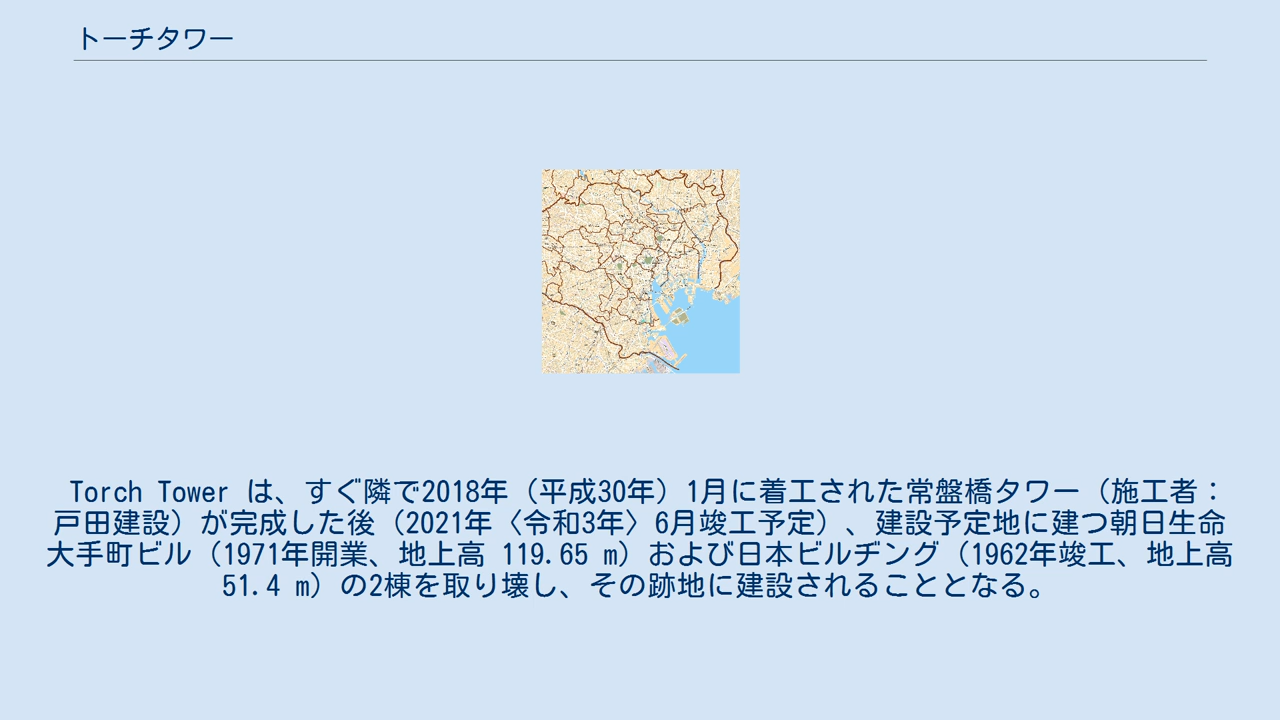 トーチタワー
Torch Tower は、すぐ隣で2018年（平成30年）1月に着工された常盤橋タワー（施工者：
戸田建設）が完成した後（2021年〈令和3年〉6月竣工予定）、建設予定地に建つ朝日生命
大手町ビル（1971年開業、地上高 119.65 m）および日本ビルヂング（1962年竣工、地上高
51.4 m）の2棟を取り壊し、その跡地に建設されることとなる。